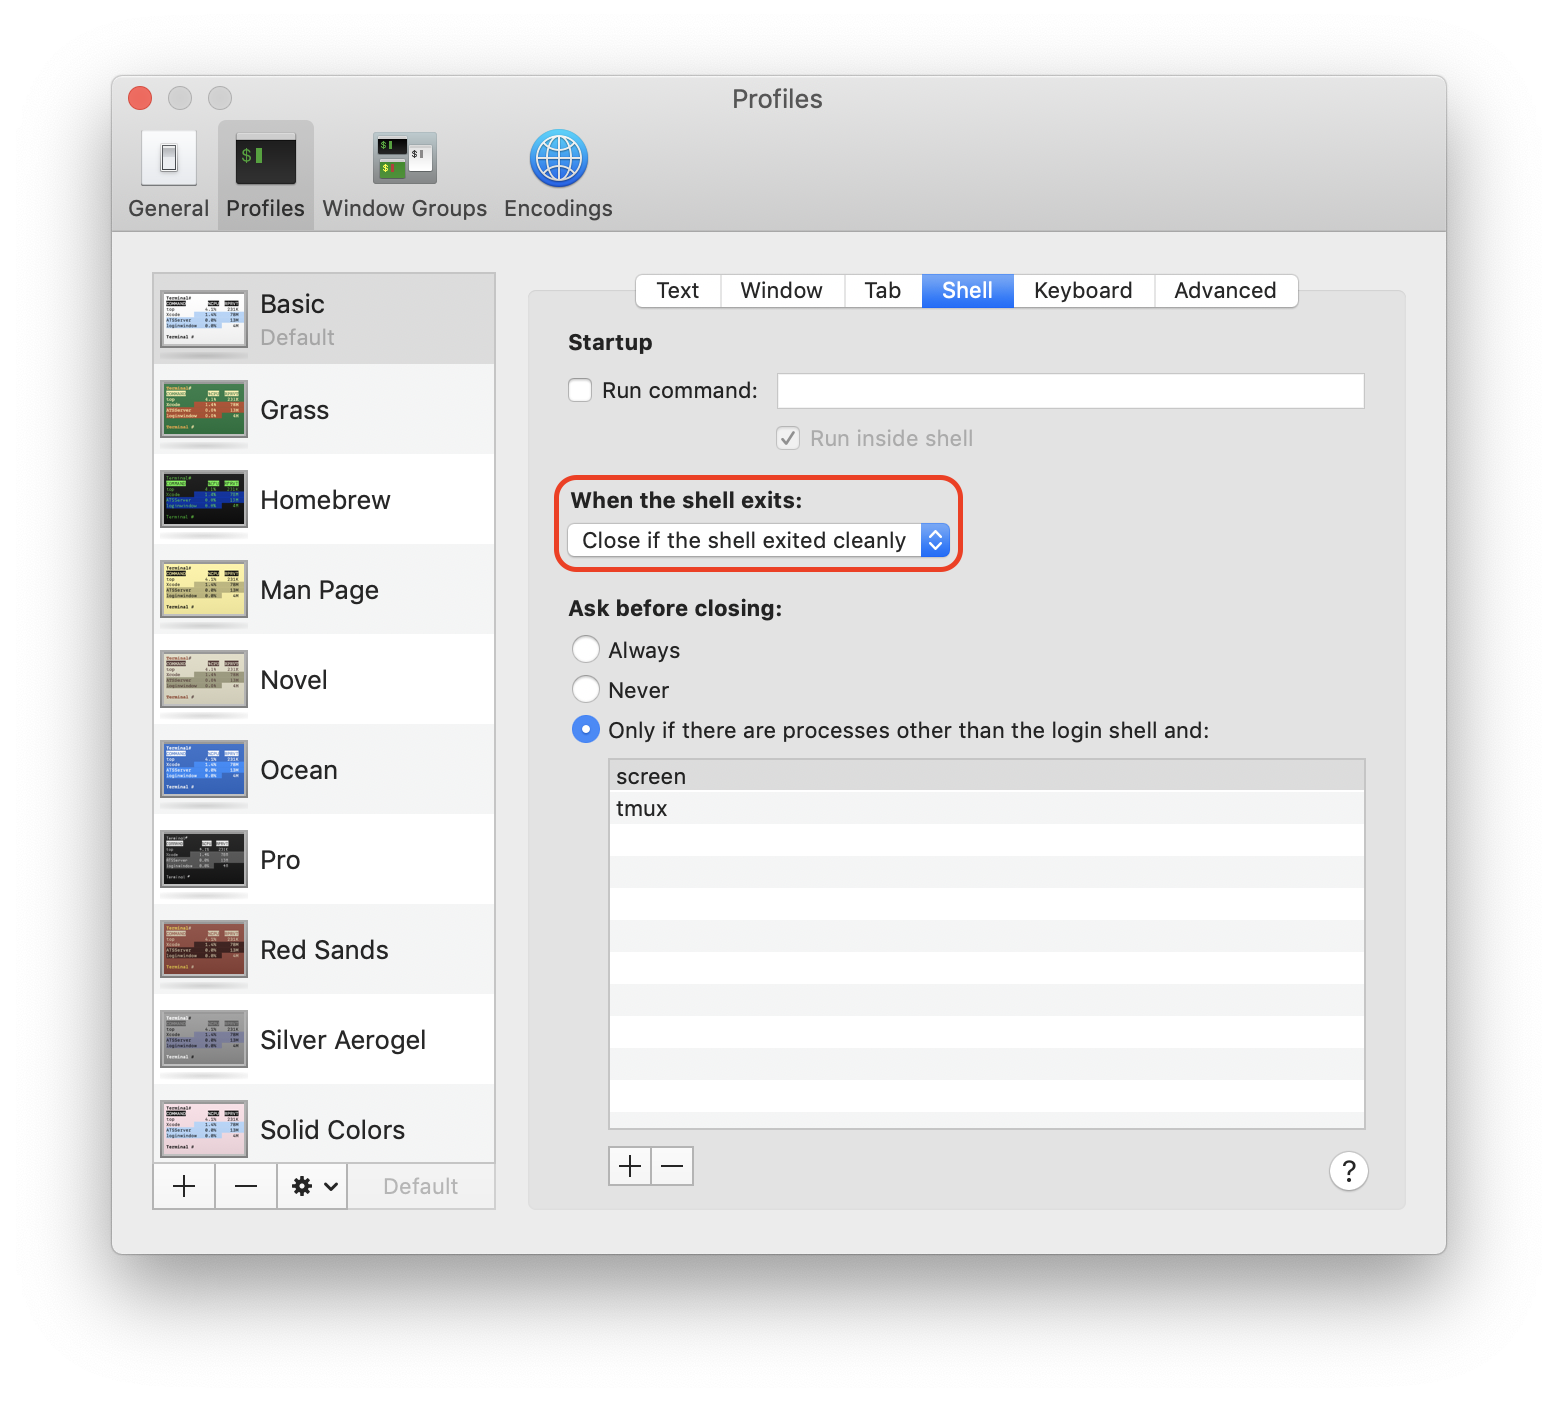 Profiles
General
Profiles
Window Groups
Encodings
Basic
Default
Grass
Homebrew
Man Page
Novel
Ocean
Pro
Red Sands
Silver Aerogel
Solid Colors
Default
Text
Window
Tab
Shell
Keyboard
Advanced
Startup
Run command:
Run inside shell
When the shell exits:
Close if the shell exited cleanly
Ask before closing:
Always
Never
Only if there are processes other than the login shell and:
screen
tmux
?